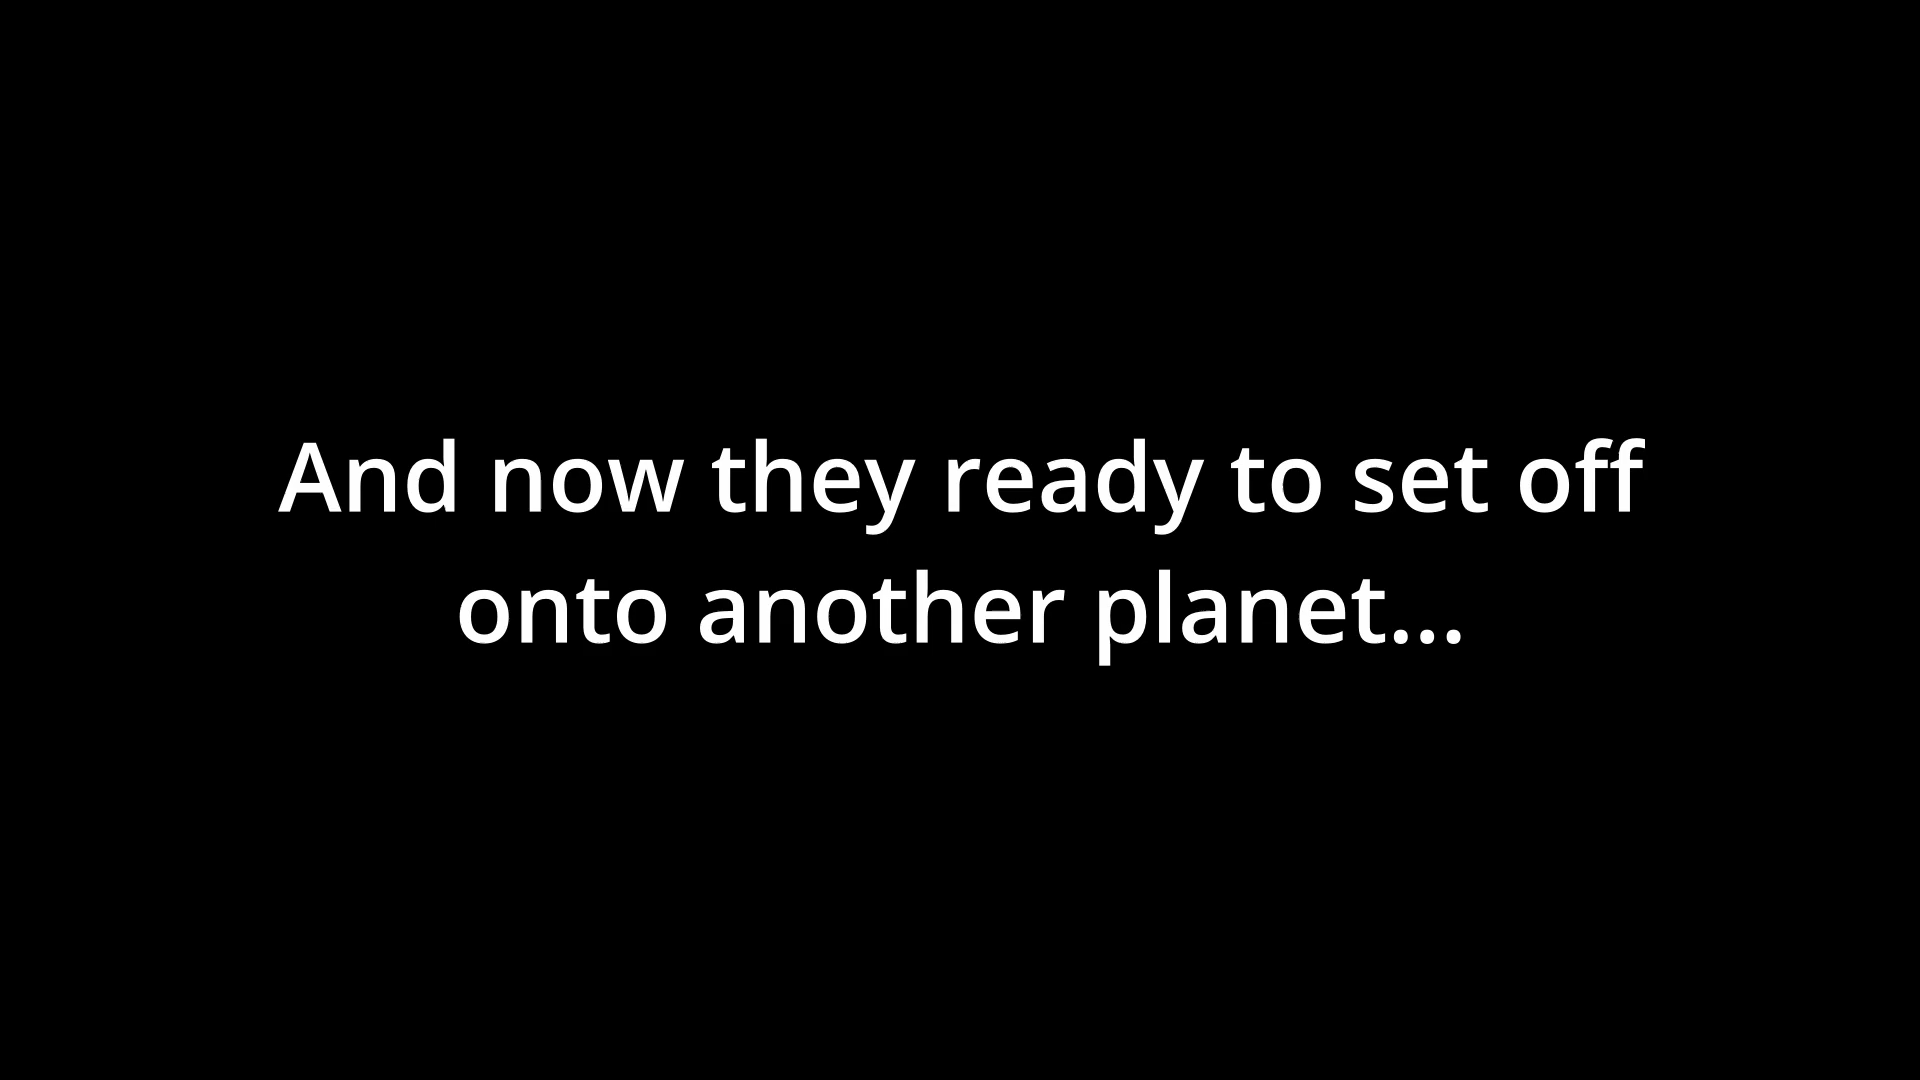 And now they ready to set off
onto another planet...